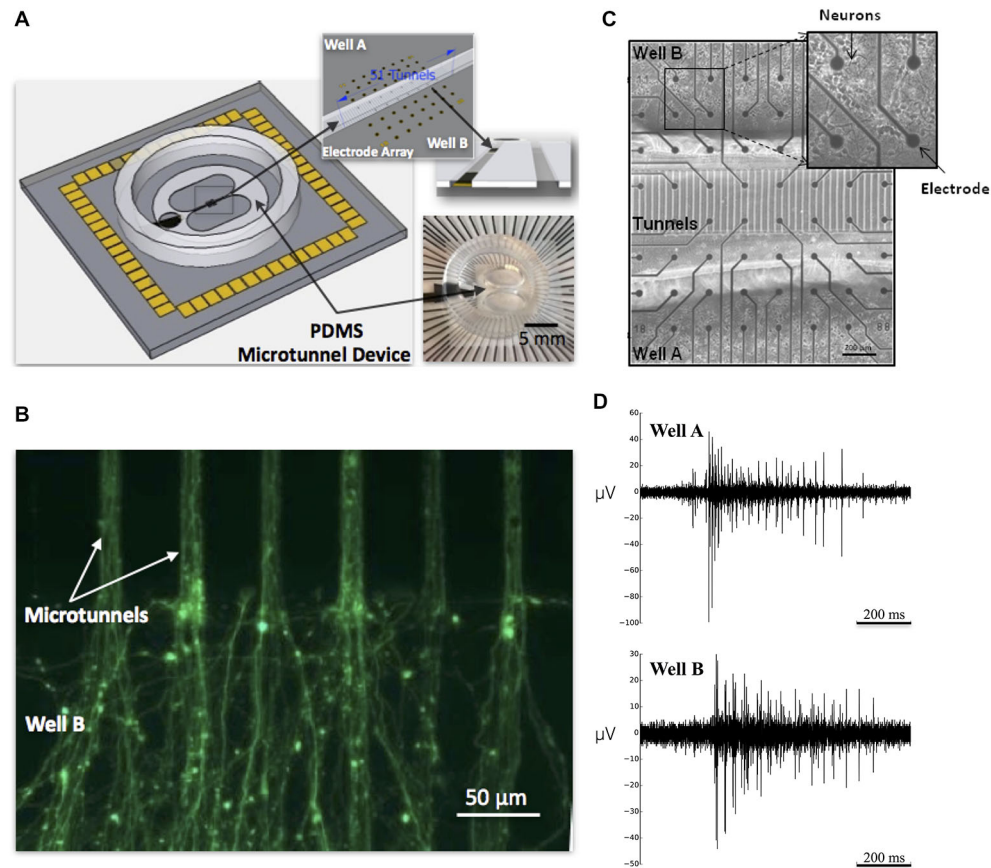 A
Well A
51 Tunnels
Well B
Electrode Array
PDMS
Microtunnel Device
5 mm
B
Microtunnels
Well B
50 µm
C
Neurons
Well B
Electrode
Tunnels
18
88
Well A
200 µm
D
Well A
60
40
20
0
−20
−40
−60
−80
−100
µV
200 ms
Well B
30
20
10
0
−10
−20
−30
−40
−50
µV
200 ms